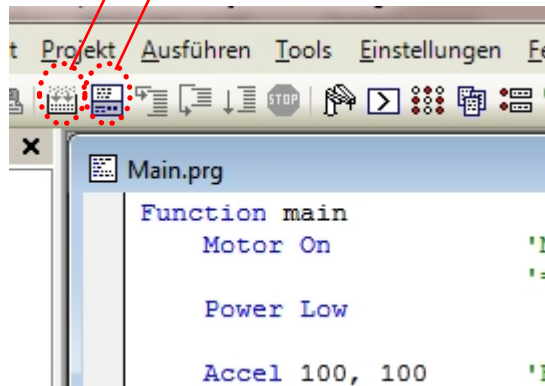 t Projekt Ausführen Tools Einstellungen Fe
STOP
Main.prg
Function main
Motor On '
'=
Power Low
Accel 100, 100 '